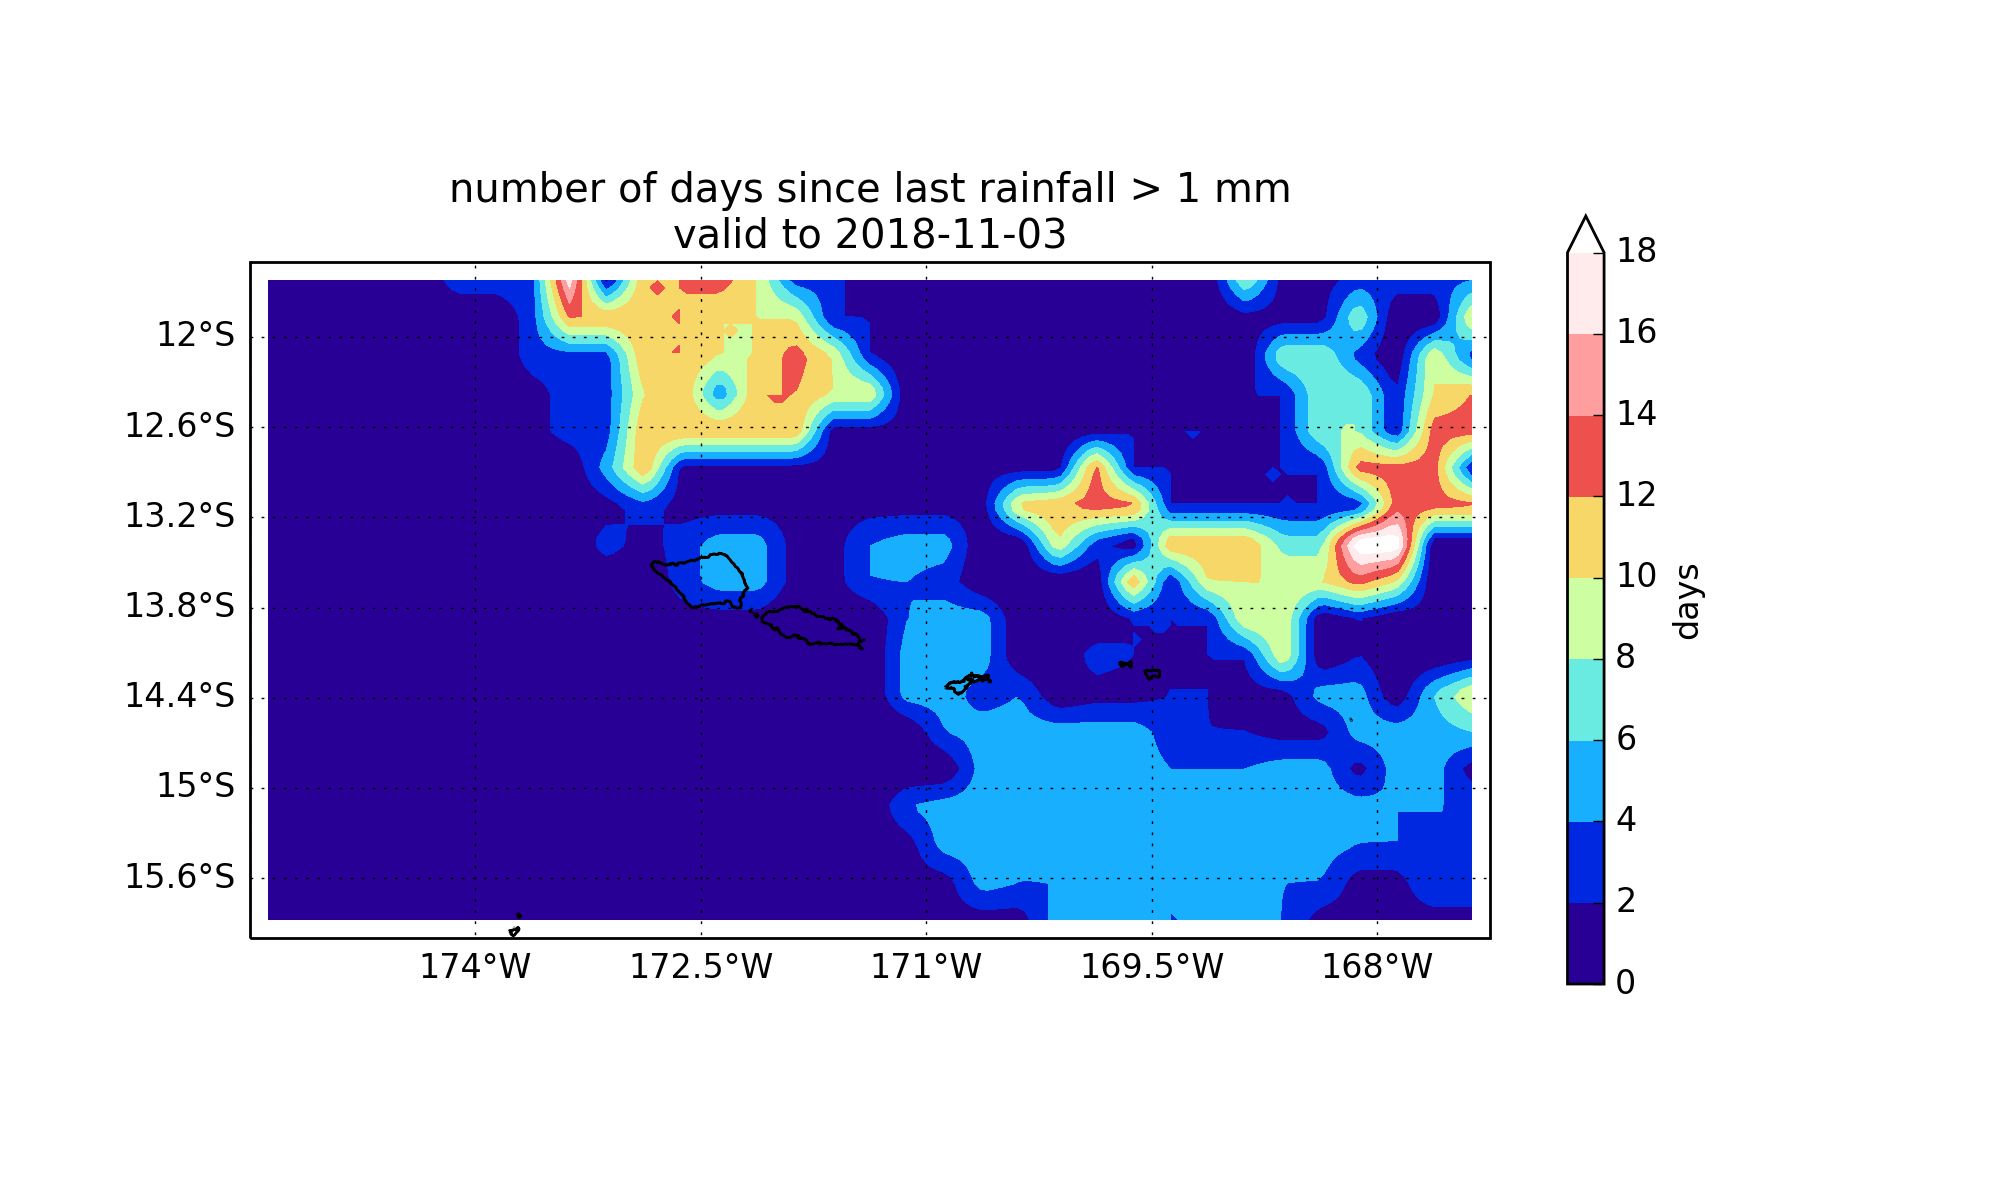 number of days since last rainfall > 1 mm
valid to 2018-11-03
12°S
12.6°S
13.2°S
13.8°S
14.4°S
15°S
15.6°S
174°W
172.5°W
171°W
169.5°W
168°W
18
16
14
12
10
8
6
4
2
0
days